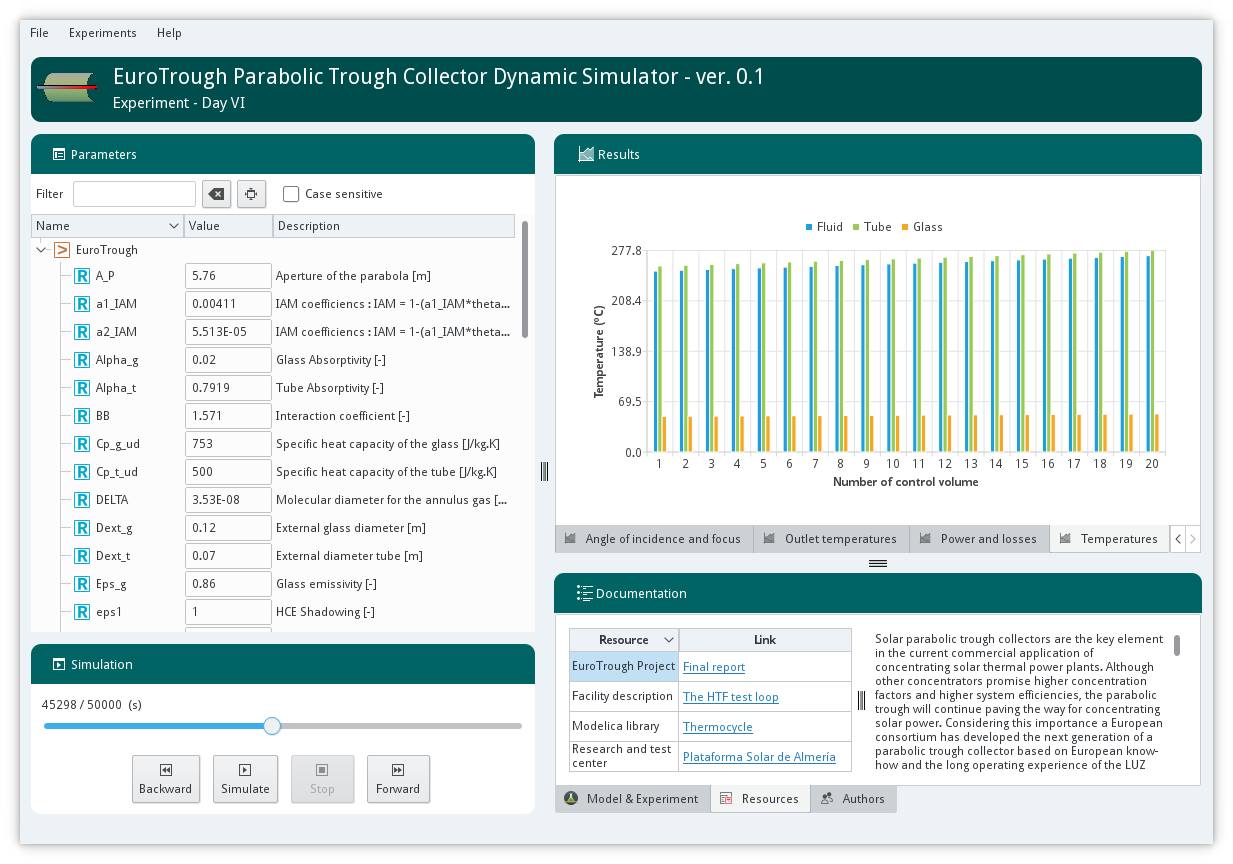 File Experiments Help
EuroTrough Parabolic Trough Collector Dynamic Simulator - ver. 0.1
Experiment - Day VI
Parameters
Filter Case sensitive
Name Value Description
EuroTrough
R A_P 5.76 Aperture of the parabola [m]
R a1_IAM 0.00411 IAM coefficiencs : IAM = 1-(a1_IAM*theta...
R a2_IAM 5.513E-05 IAM coefficiencs : IAM = 1-(a1_IAM*theta...
R Alpha_g 0.02 Glass Absorptivity [-]
R Alpha_t 0.7919 Tube Absorptivity [-]
R BB 1.571 Interaction coefficient [-]
R Cp_g_ud 753 Specific heat capacity of the glass [J/kg.K]
R Cp_t_ud 500 Specific heat capacity of the tube [J/kg.K]
R DELTA 3.53E-08 Molecular diameter for the annulus gas [...
R Dext_g 0.12 External glass diameter [m]
R Dext_t 0.07 External diameter tube [m]
R Eps_g 0.86 Glass emissivity [-]
R eps1 1 HCE Shadowing [-]
Simulation
45298 / 50000 (s)
Backward Simulate Stop Forward
Results
Fluid Tube Glass
Temperature (ºC)
277.8
208.4
138.9
69.5
0.0
1 2 3 4 5 6 7 8 9 10 11 12 13 14 15 16 17 18 19 20
Number of control volume
Angle of incidence and focus Outlet temperatures Power and losses Temperatures
Documentation
Resource Link
EuroTrough Project Final report
Facility description The HTF test loop
Modelica library Thermocycle
Research and test
center Plataforma Solar de Almería
Solar parabolic trough collectors are the key element
in the current commercial application of
concentrating solar thermal power plants. Although
other concentrators promise higher concentration
factors and higher system efficiencies, the parabolic
trough will continue paving the way for concentrating
solar power. Considering this importance a European
consortium has developed the next generation of a
parabolic trough collector based on European know-
how and the long operating experience of the LUZ
Model & Experiment Resources Authors